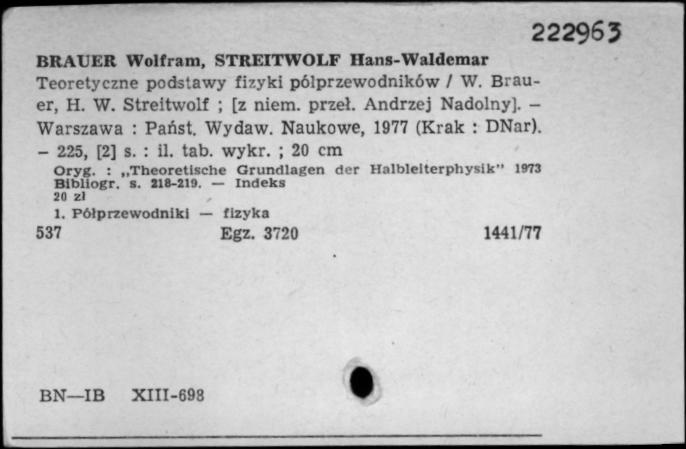 222963
BRAUER Wolfram, STREITWOLF Hans-Waldemar
Teoretyczne podstawy fizyki półprzewodników / W. Brau-
er, H. W. Streitwolf ; [z niem. przeł. Andrzej Nadolny]. —
Warszawa : Państ. Wydaw. Naukowe, 1977 (Krak : DNar).
— 225, [2] s. : il. tab. wykr. ; 20 cm
Oryg. : „Theoretische Grundlagen der Halbleiterphysik" 1973
Bibliogr. s. 218-219. — Indeks
20 zł
1. Półprzewodniki — fizyka
537 Egz. 3720 1441/77
BN—IB XIII-698